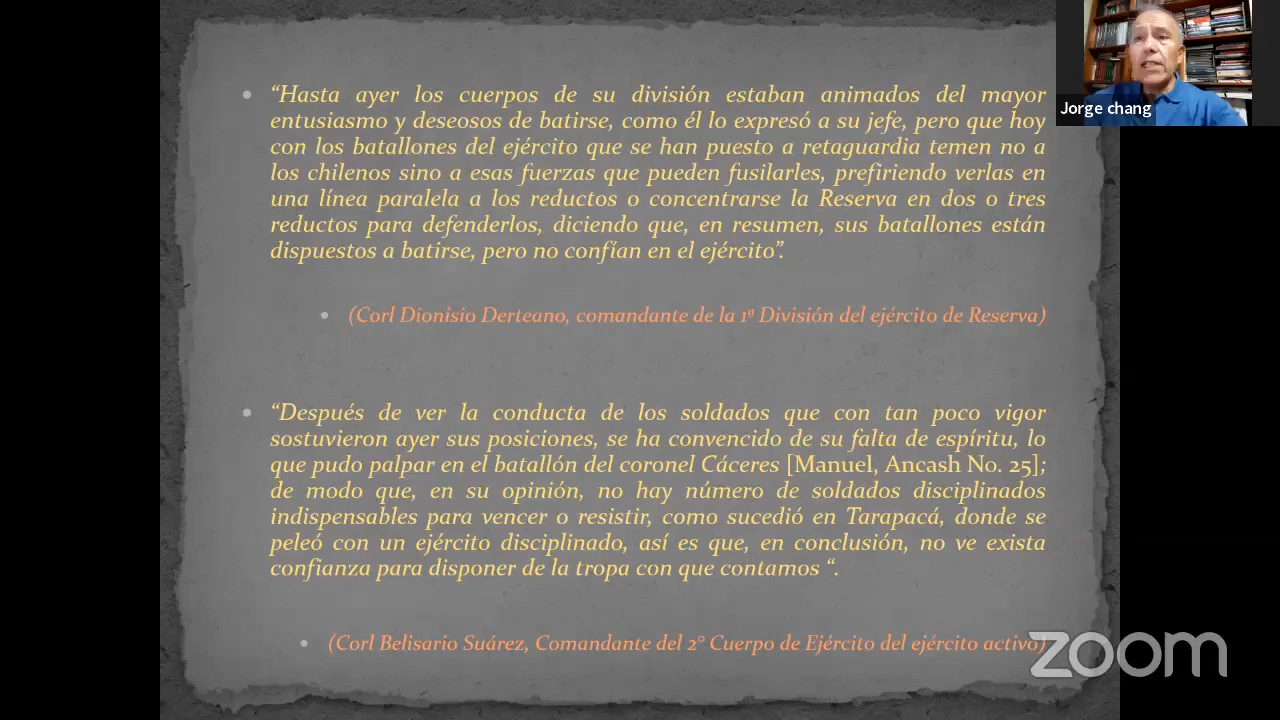 “Hasta ayer los cuerpos de su división estaban animados del mayor
entusiasmo y deseosos de batirse, como él lo expresó a su jefe, pero que hoy
con los batallones del ejército que se han puesto a retaguardia temen no a
los chilenos sino a esas fuerzas que pueden fusilarles, prefiriendo verlas en
una línea paralela a los reductos o concentrarse la Reserva en dos o tres
reductos para defenderlos, diciendo que, en resumen, sus batallones están
dispuestos a batirse, pero no confían en el ejército”.
(Corl Dionisio Derteano, comandante de la 1ª División del ejército de Reserva)
“Después de ver la conducta de los soldados que con tan poco vigor
sostuvieron ayer sus posiciones, se ha convencido de su falta de espíritu, lo
que pudo palpar en el batallón del coronel Cáceres [Manuel, Ancash No. 25];
de modo que, en su opinión, no hay número de soldados disciplinados
indispensables para vencer o resistir, como sucedió en Tarapacá, donde se
peleó con un ejército disciplinado, así es que, en conclusión, no ve exista
confianza para disponer de la tropa con que contamos “.
(Corl Belisario Suárez, Comandante del 2° Cuerpo de Ejército del ejército activo)
Jorge chang
zoom